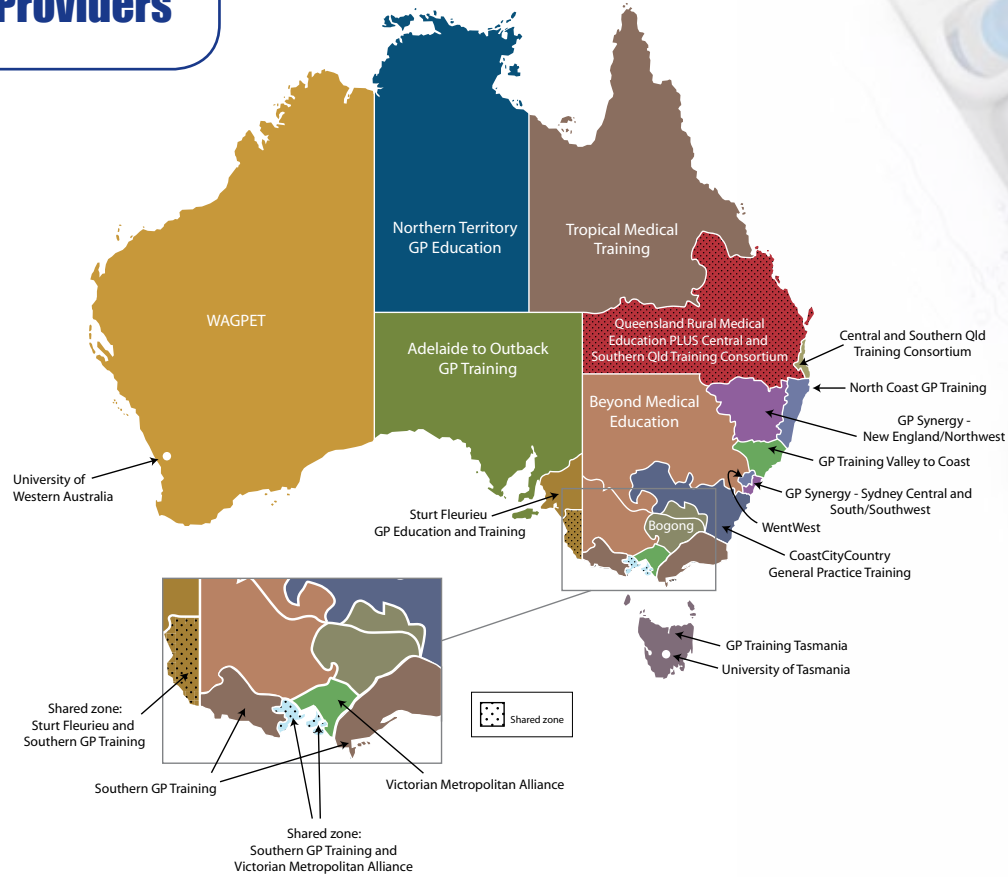 Providers
Northern Territory
GP Education
Tropical Medical
Training
WAGPET
Queensland Rural Medical
Education PLUS Central and
Southern Qld Training Consortium
Central and Southern Qld
Training Consortium
Adelaide to Outback
GP Training
North Coast GP Training
Beyond Medical
Education
GP Synergy -
New England/Northwest
GP Training Valley to Coast
University of
Western Australia
GP Synergy - Sydney Central and
South/Southwest
Sturt Fleurieu
GP Education and Training
Bogong
WentWest
CoastCityCountry
General Practice Training
GP Training Tasmania
University of Tasmania
Shared zone:
Sturt Fleurieu and
Southern GP Training
Shared zone
Southern GP Training
Victorian Metropolitan Alliance
Shared zone:
Southern GP Training and
Victorian Metropolitan Alliance